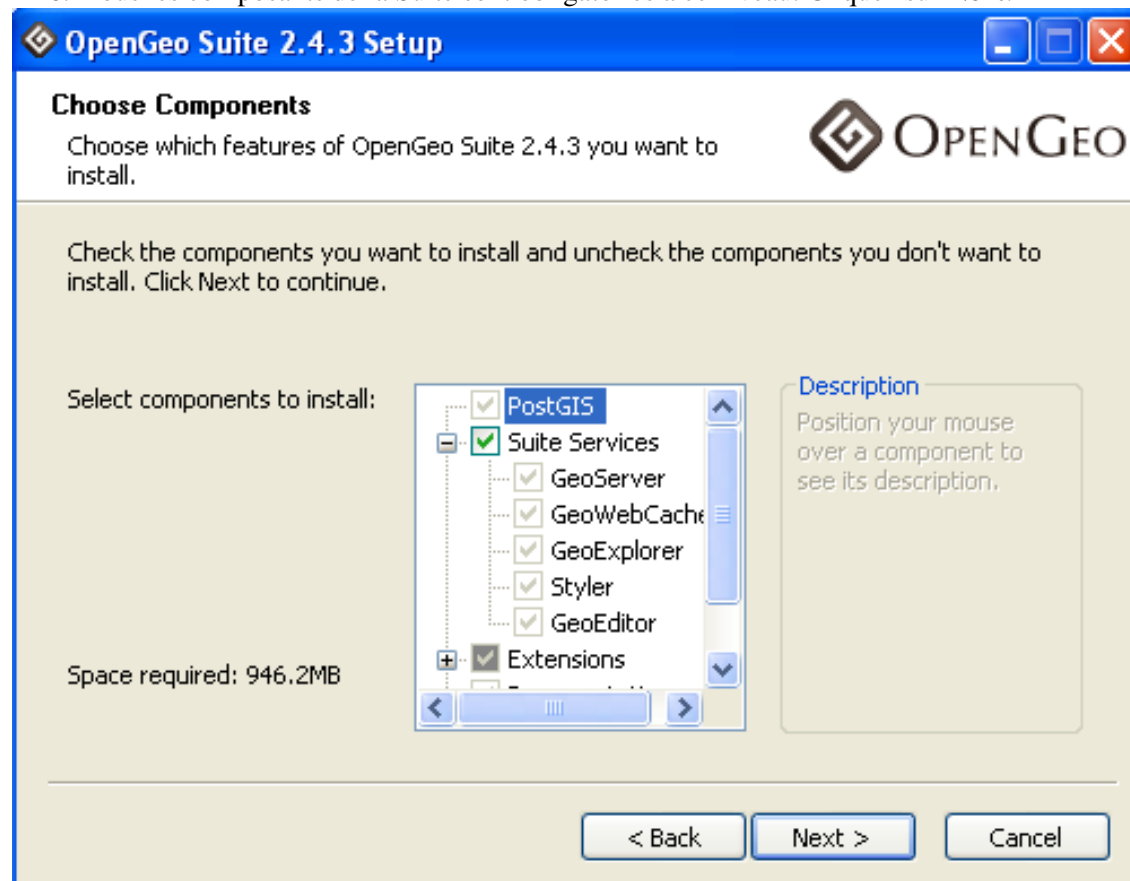 OpenGeo Suite 2.4.3 Setup
Choose Components
Choose which features of OpenGeo Suite 2.4.3 you want to
install.
OPENGEO
Check the components you want to install and uncheck the components you don't want to
install. Click Next to continue.
Select components to install:
PostGIS
Suite Services
GeoServer
GeoWebCache
GeoExplorer
Styler
GeoEditor
Extensions
Description
Position your mouse
over a component to
see its description.
Space required: 946.2MB
< Back
Next >
Cancel